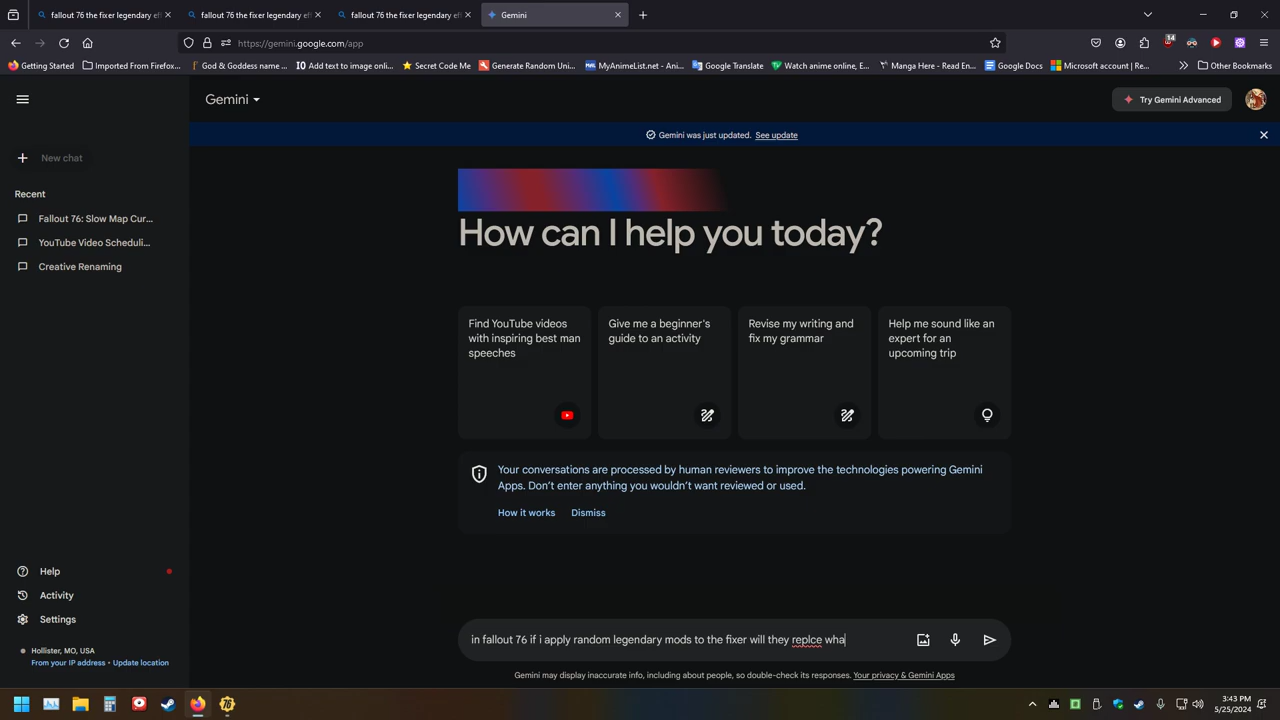 fallout 76 the fixer legendary eff
fallout 76 the fixer legendary eff
fallout 76 the fixer legendary eff
Gemini
https://gemini.google.com/app
14
Getting Started
Imported From Firefox...
God & Goddess name ...
Add text to image onli...
Secret Code Me
Generate Random Uni...
MyAnimeList.net - Ani...
Google Translate
Watch anime online, E...
Manga Here - Read En...
Google Docs
Microsoft account | Re...
Other Bookmarks
Gemini
Try Gemini Advanced
Gemini was just updated. See update
New chat
Recent
Fallout 76: Slow Map Cur...
YouTube Video Scheduli...
Creative Renaming
How can I help you today?
Find YouTube videos
with inspiring best man
speeches
Give me a beginner's
guide to an activity
Revise my writing and
fix my grammar
Help me sound like an
expert for an
upcoming trip
Your conversations are processed by human reviewers to improve the technologies powering Gemini
Apps. Don't enter anything you wouldn't want reviewed or used.
How it works
Dismiss
Help
Activity
Settings
Hollister, MO, USA
From your IP address • Update location
in fallout 76 if i apply random legendary mods to the fixer will they replce wha
Gemini may display inaccurate info, including about people, so double-check its responses. Your privacy & Gemini Apps
76
3:43 PM
5/25/2024